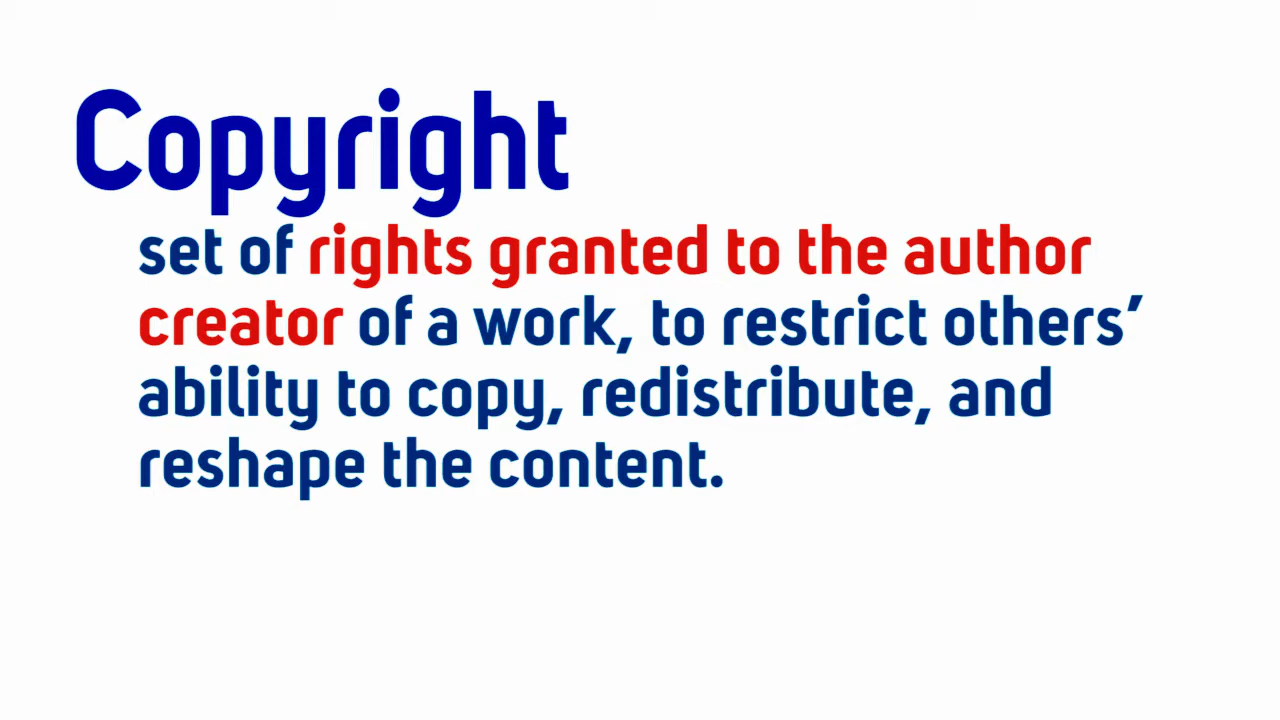 Copyright
set of rights granted to the author
creator of a work, to restrict others’
ability to copy, redistribute, and
reshape the content.